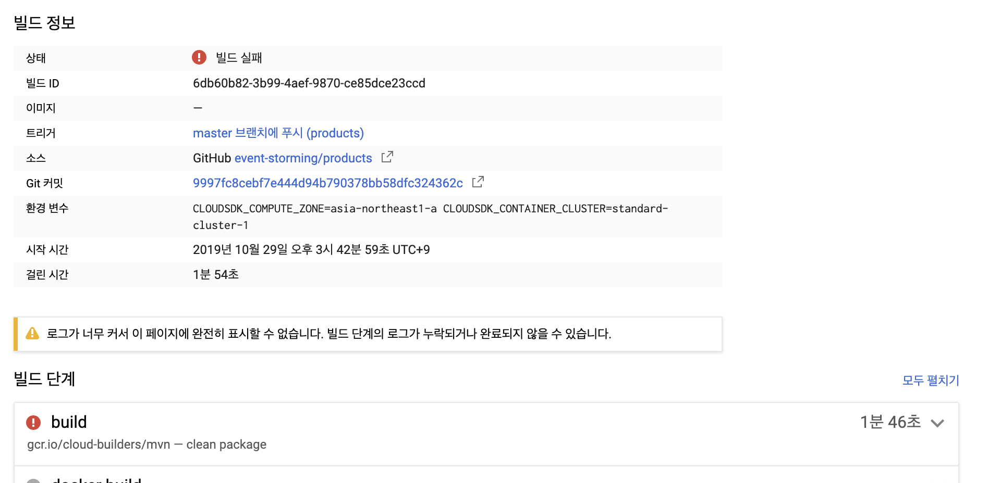 빌드 정보
상태 빌드 실패
빌드 ID 6db60b82-3b99-4aef-9870-ce85dce23ccd
이미지 —
트리거 master 브랜치에 푸시 (products)
소스 GitHub event-storming/products
Git 커밋 9997fc8cebf7e444d94b790378bb58dfc324362c
환경 변수 CLOUDSDK_COMPUTE_ZONE=asia-northeast1-a CLOUDSDK_CONTAINER_CLUSTER=standard-
cluster-1
시작 시간 2019년 10월 29일 오후 3시 42분 59초 UTC+9
걸린 시간 1분 54초
로그가 너무 커서 이 페이지에 완전히 표시할 수 없습니다. 빌드 단계의 로그가 누락되거나 완료되지 않을 수 있습니다.
빌드 단계 모두 펼치기
build 1분 46초
gcr.io/cloud-builders/mvn — clean package
docker build